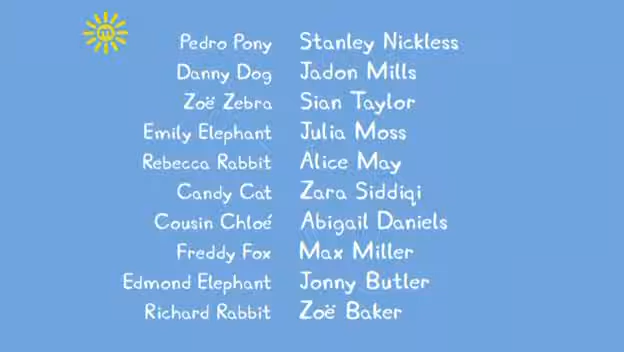 m
Pedro Pony Stanley Nickless
Danny Dog Jadon Mills
Zoë Zebra Sian Taylor
Emily Elephant Julia Moss
Rebecca Rabbit Alice May
Candy Cat Zara Siddiqi
Cousin Chloé Abigail Daniels
Freddy Fox Max Miller
Edmond Elephant Jonny Butler
Richard Rabbit Zoë Baker